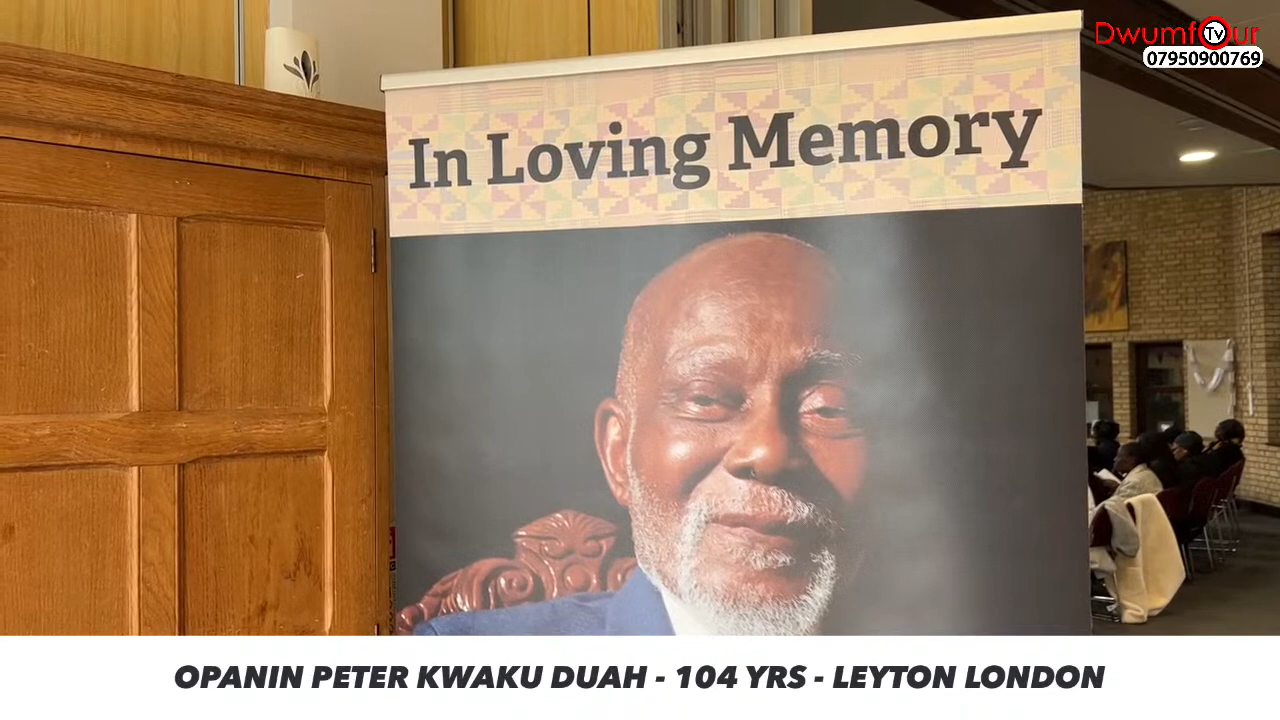 Dwumfour
TV
07950900769
In Loving Memory
OPANIN PETER KWAKU DUAH - 104 YRS - LEYTON LONDON